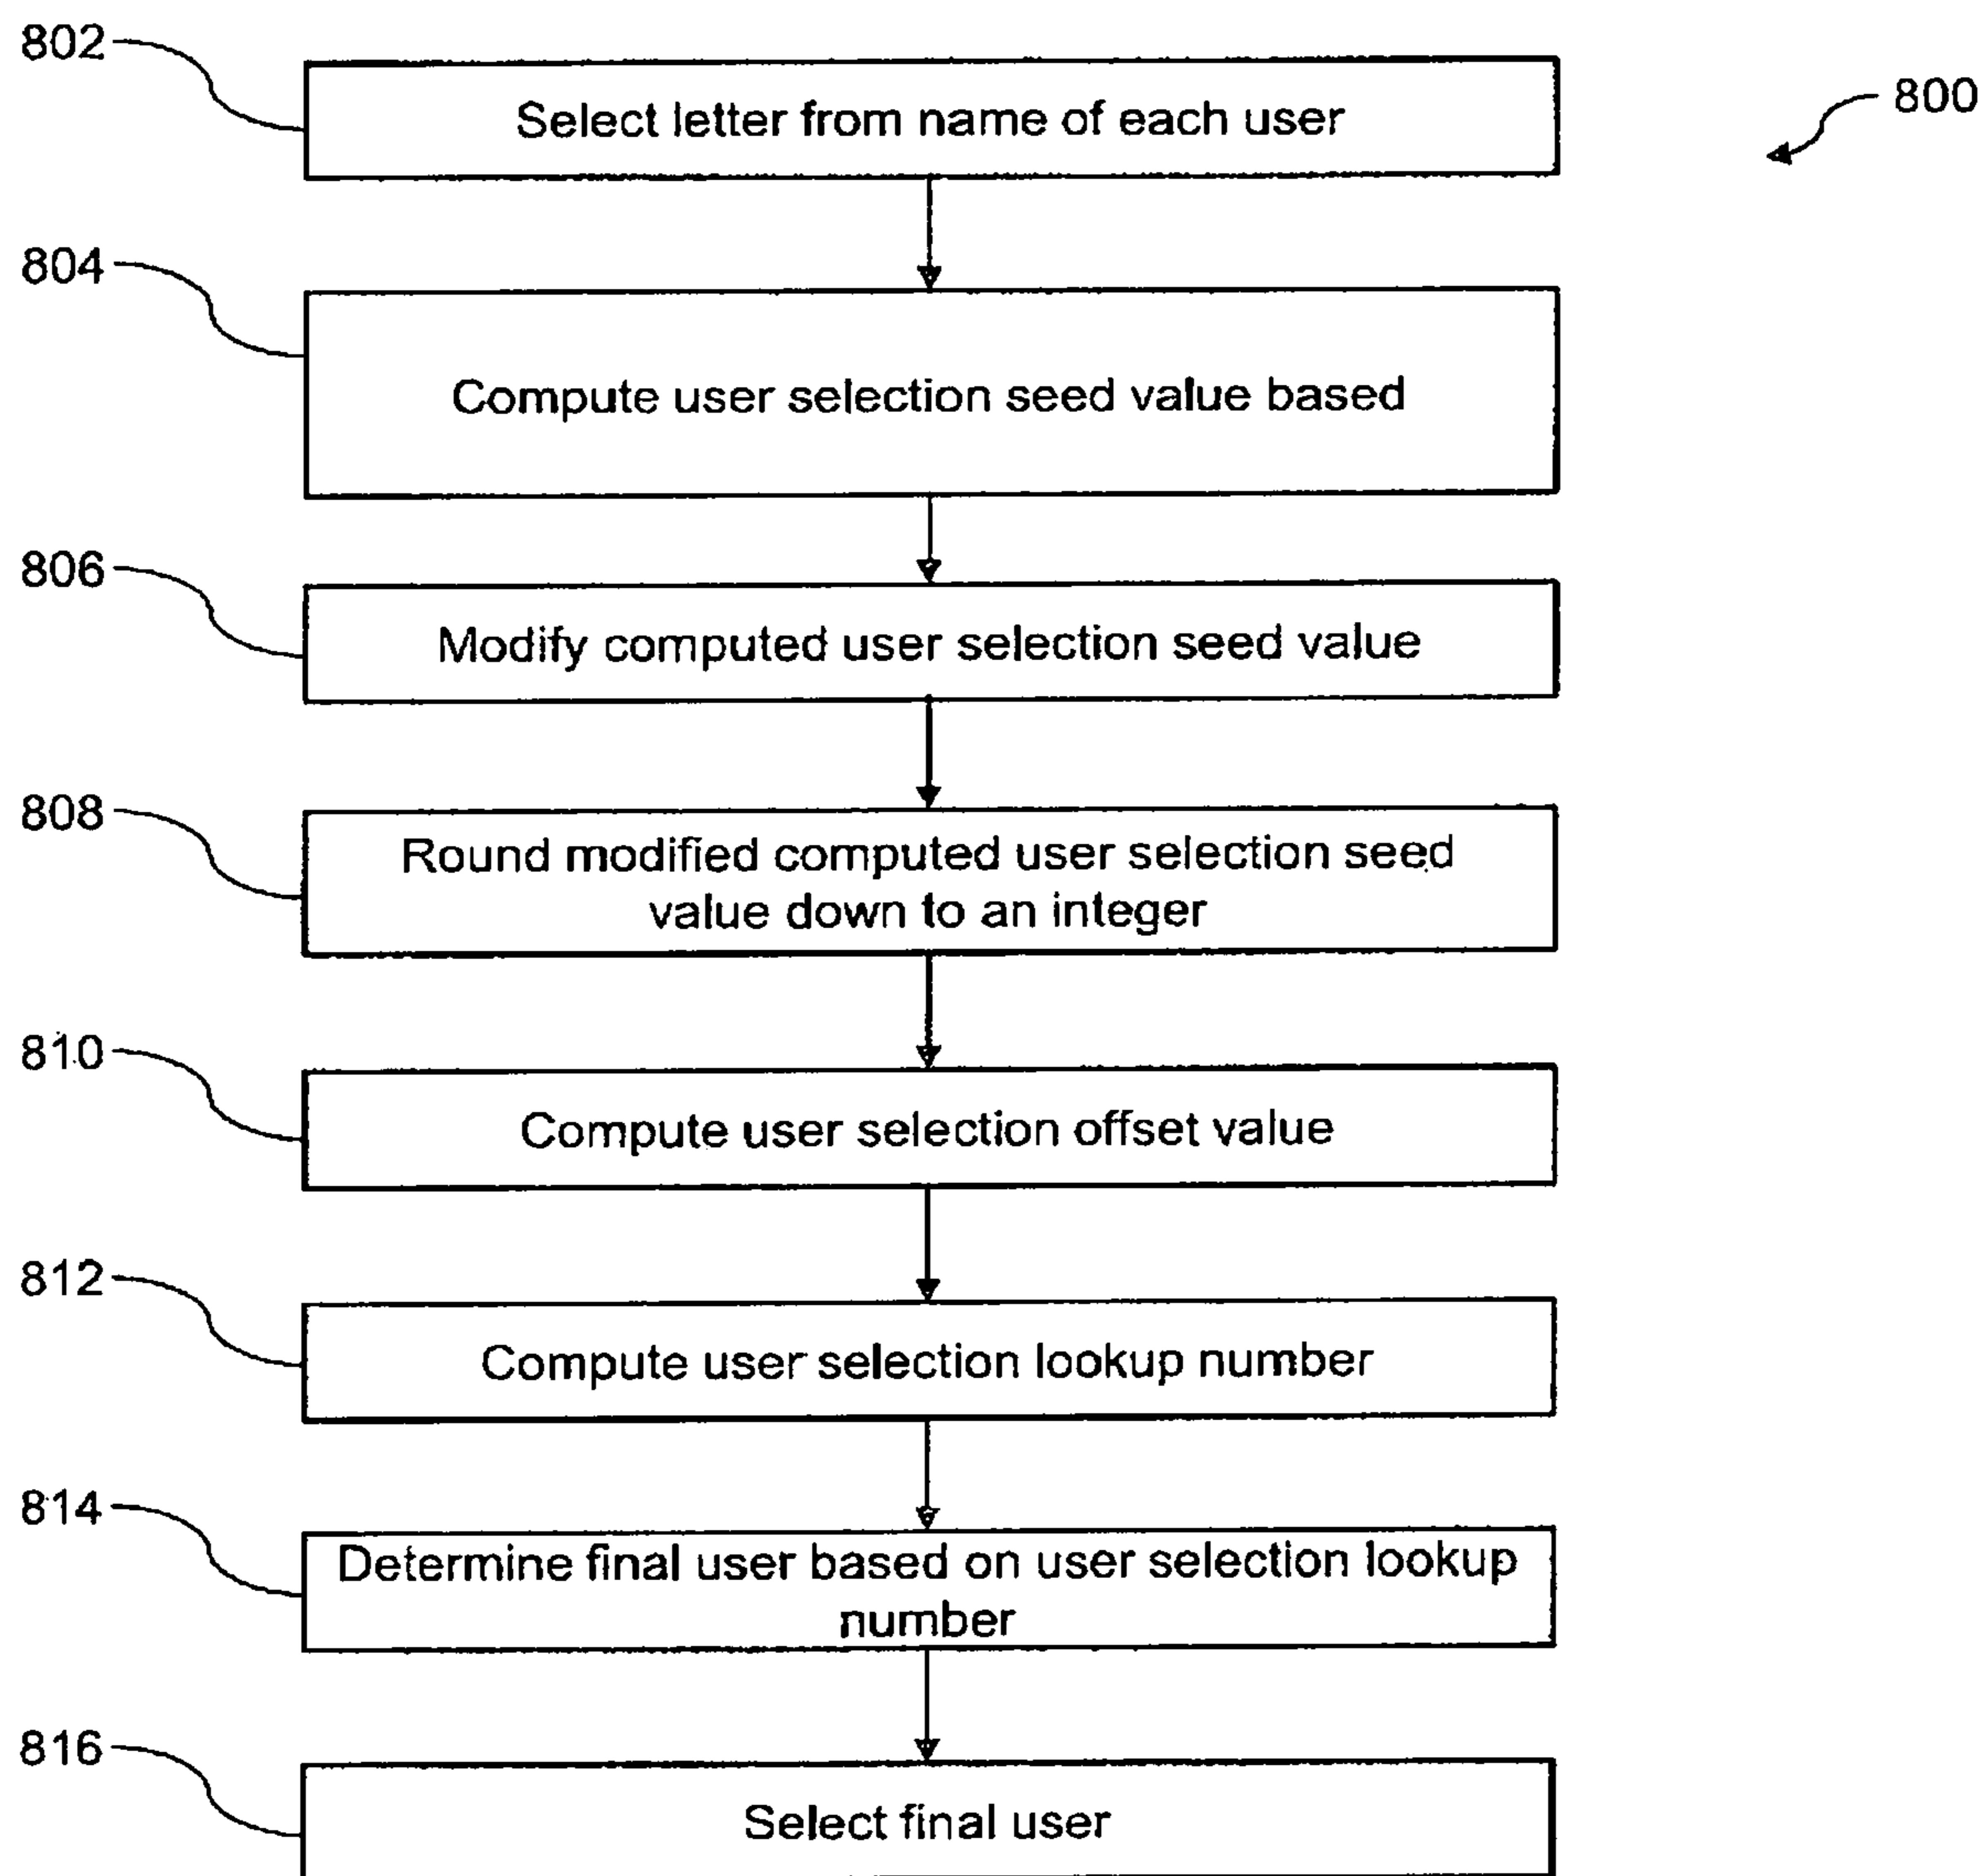 802
Select letter from name of each user
800
804
Compute user selection seed value based
806
Modify computed user selection seed value
808
Round modified computed user selection seed
value down to an integer
810
Compute user selection offset value
812
Compute user selection lookup number
814
Determine final user based on user selection lookup
number
816
Select final user